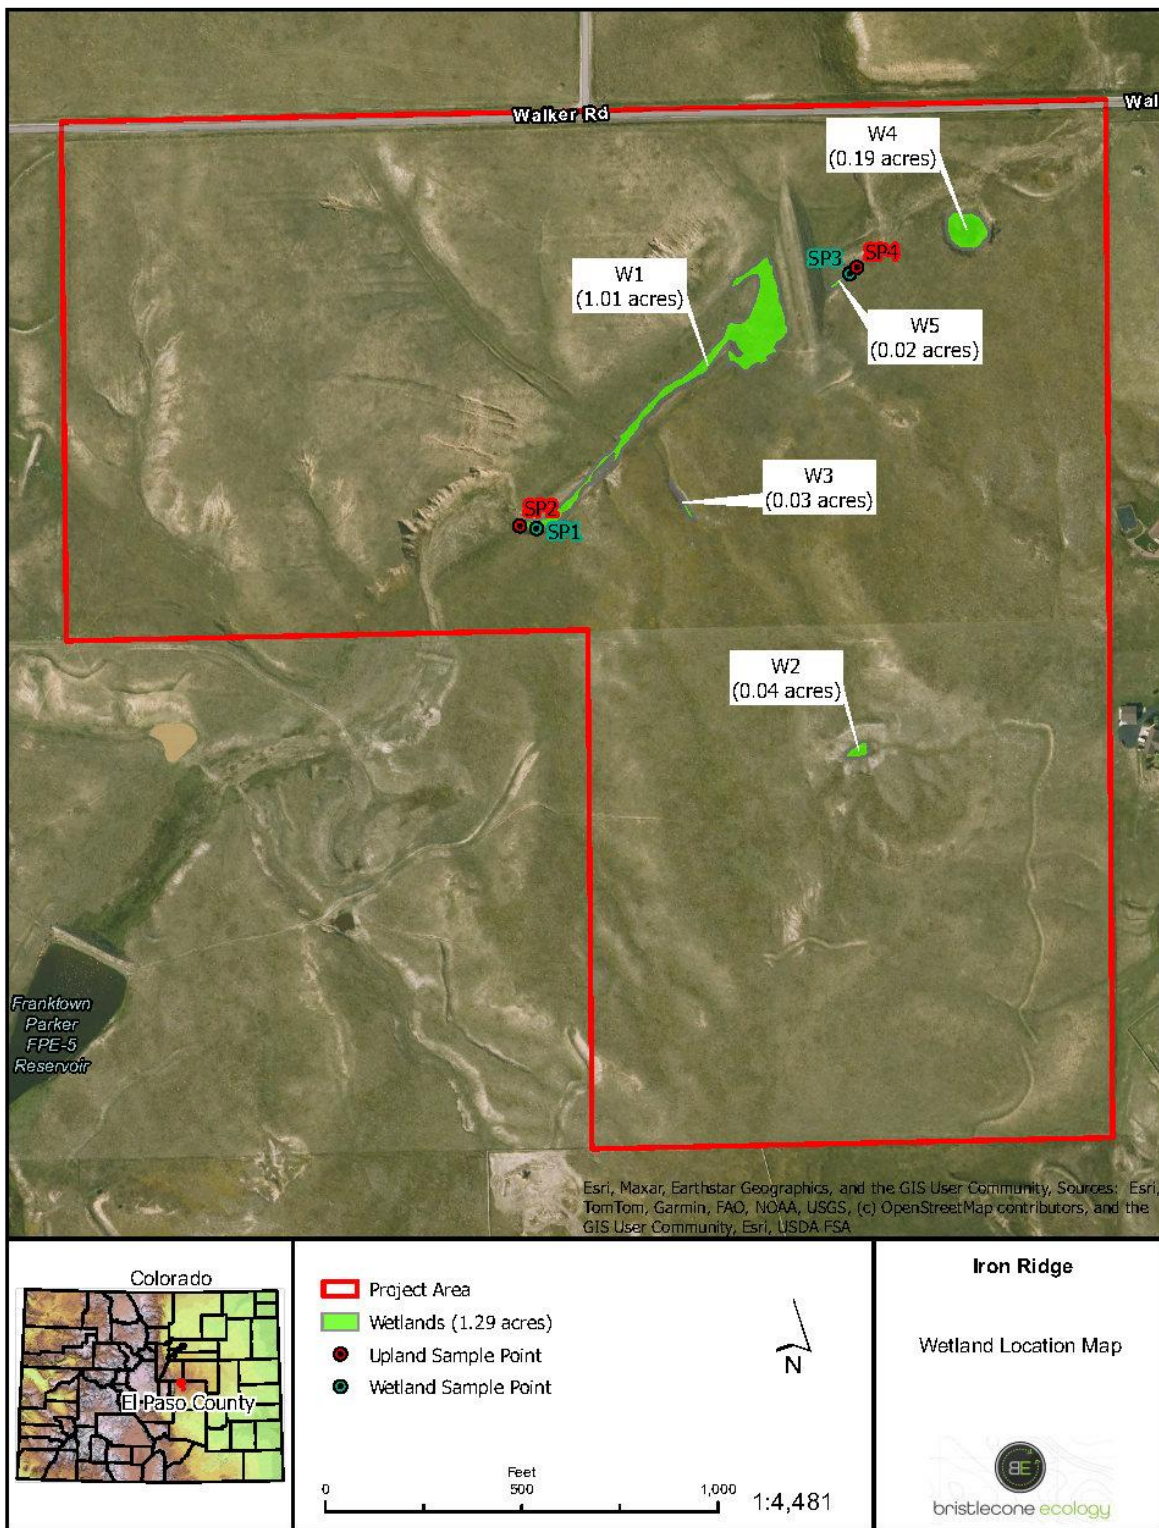 Walker Rd
Wal
W4
(0.19 acres)
SP4
SP3
W1
(1.01 acres)
W5
(0.02 acres)
W3
(0.03 acres)
SP2
SP1
W2
(0.04 acres)
Franktown
Parker
FPE-5
Reservoir
Esri, Maxar, Earthstar Geographics, and the GIS User Community, Sources: Esri,
TomTom, Garmin, FAO, NOAA, USGS, (c) OpenStreetMap contributors, and the
GIS User Community, Esri, USDA FSA
Colorado
El Paso County
Project Area
Wetlands (1.29 acres)
Upland Sample Point
Wetland Sample Point
N
Feet
0 500 1,000
1:4,481
Iron Ridge
Wetland Location Map
BE
bristlecone ecology